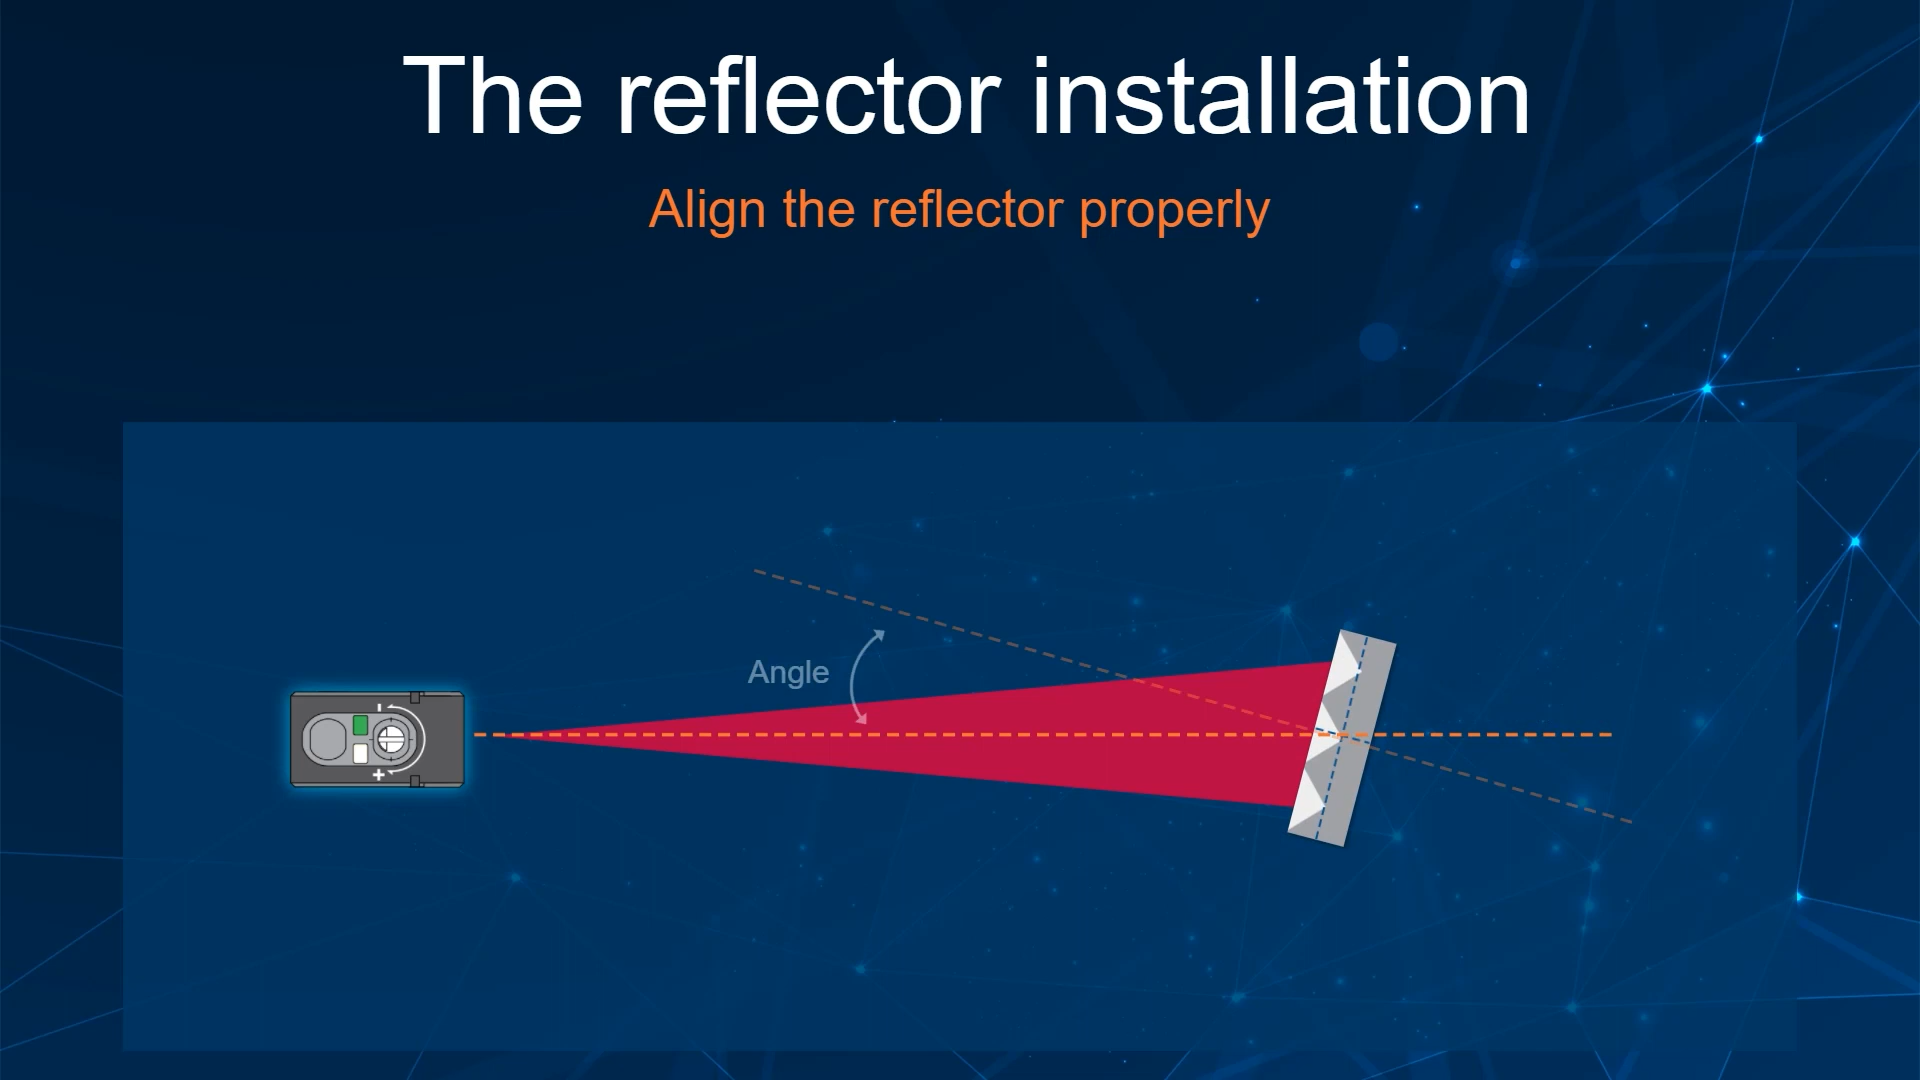 The reflector installation
Align the reflector properly
Angle
-
+